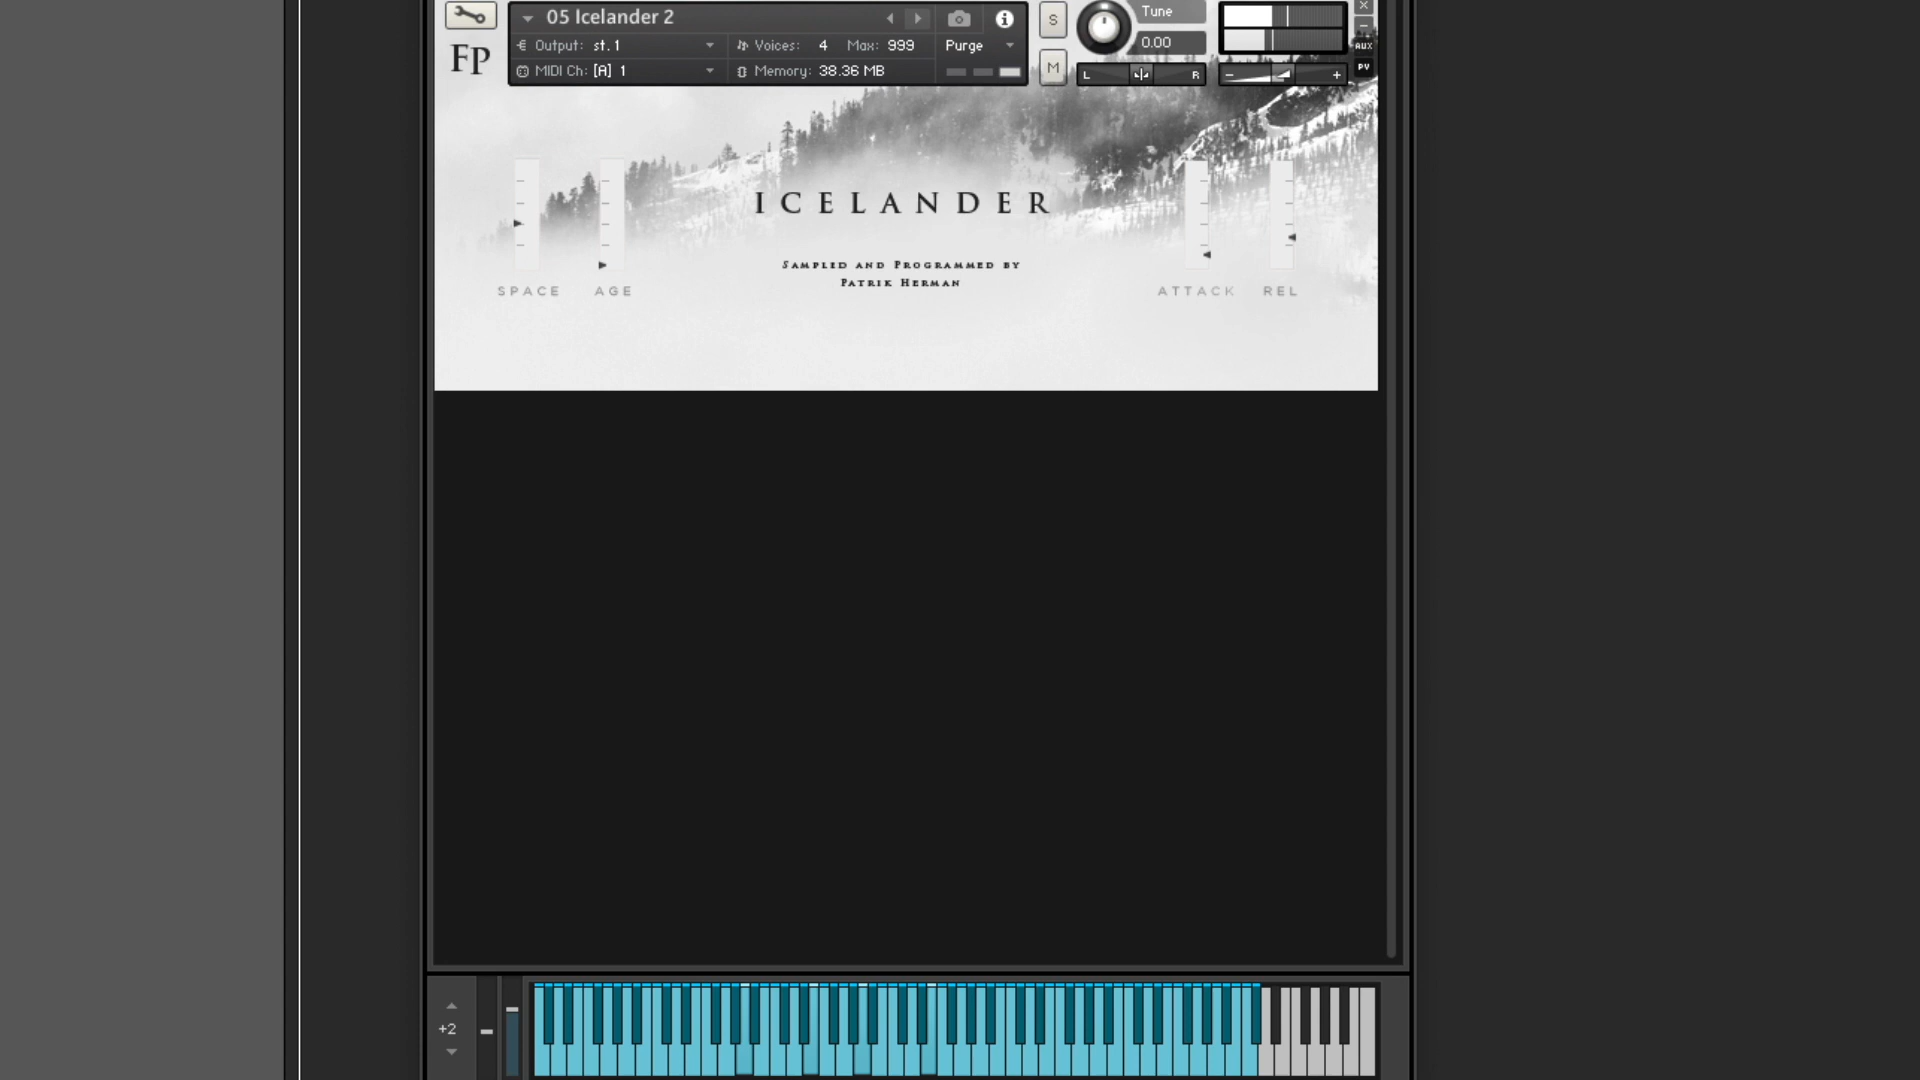 05 Icelander 2
S
Tune
Output: st.1
Voices: 4 Max: 999
Purge
0.00
AUX
FP
MIDI Ch: [A] 1
Memory: 38.36 MB
M
L R
− +
PV
ICELANDER
SAMPLED AND PROGRAMMED BY
PATRIK HERMAN
SPACE AGE
ATTACK REL
+2